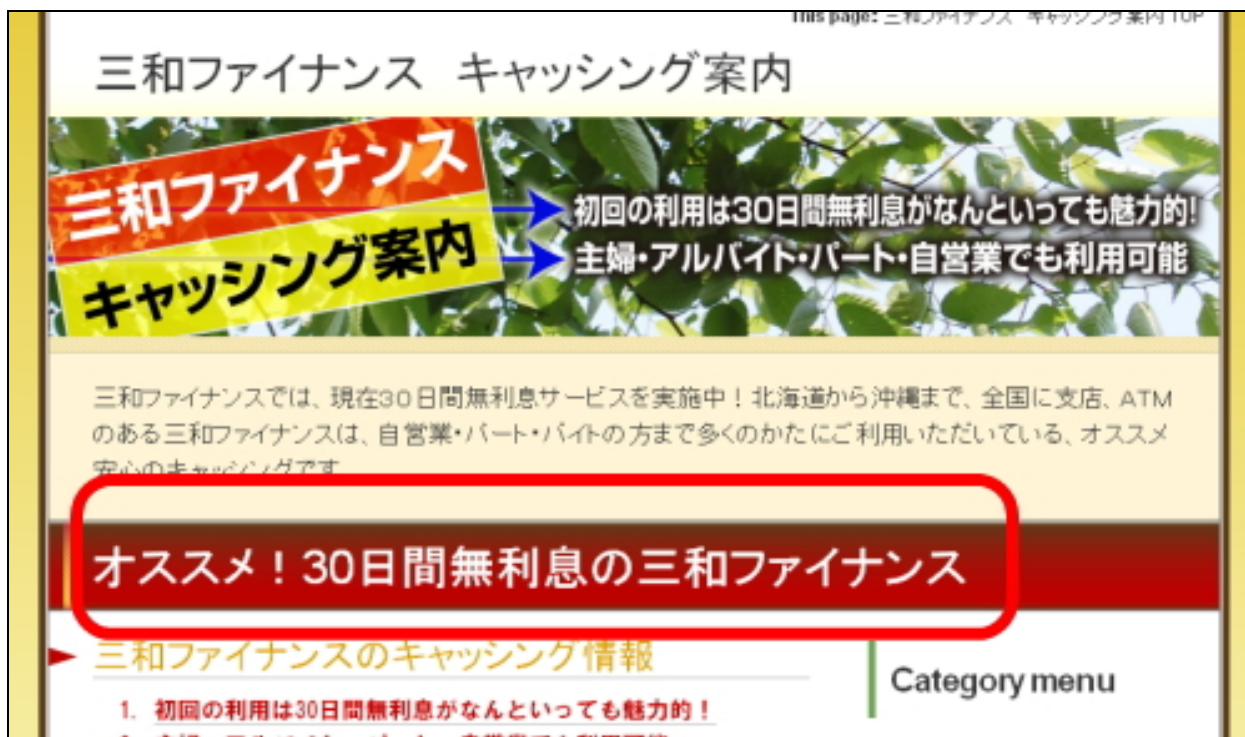 This page: 三和ファイナンス キャッシング案内 TOP
三和ファイナンス キャッシング案内
三和ファイナンス
キャッシング案内
初回の利用は30日間無利息がなんといっても魅力的!
主婦・アルバイト・パート・自営業でも利用可能
三和ファイナンスでは、現在30日間無利息サービスを実施中！北海道から沖縄まで、全国に支店、ATM
のある三和ファイナンスは、自営業・パート・バイトの方まで多くのかたにご利用いただいている、オススメ
安心のキャッシングです
オススメ！30日間無利息の三和ファイナンス
三和ファイナンスのキャッシング情報
Category menu
1. 初回の利用は30日間無利息がなんといっても魅力的！